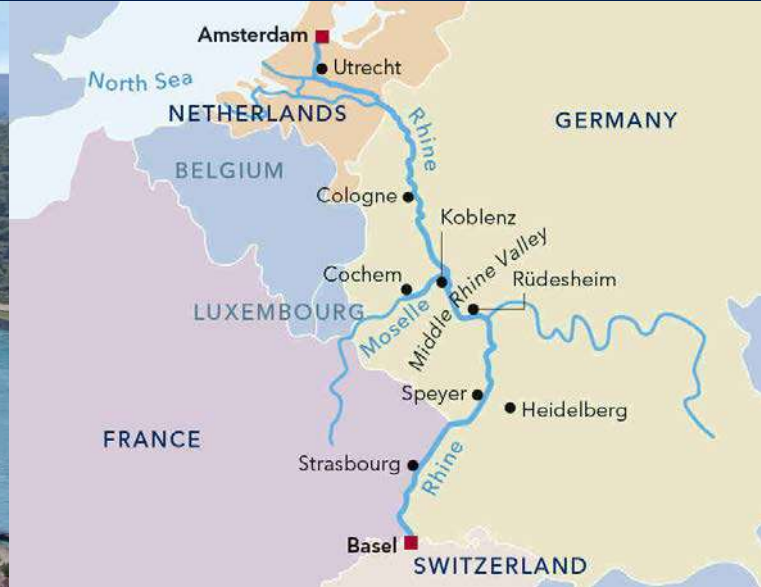 Amsterdam
Utrecht
North Sea
NETHERLANDS
Rhine
GERMANY
BELGIUM
Cologne
Koblenz
Middle Rhine Valley
Cochem
Rüdesheim
LUXEMBOURG
Moselle
Speyer
Heidelberg
FRANCE
Strasbourg
Rhine
Basel
SWITZERLAND